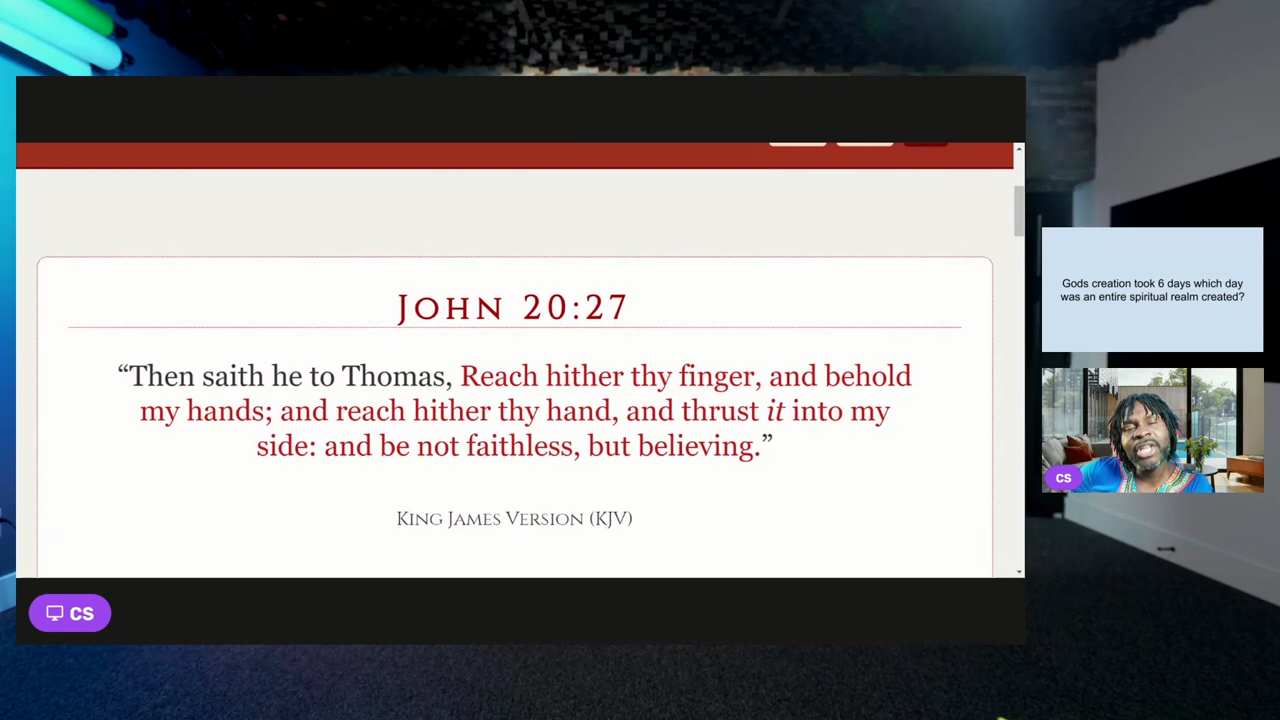 John 20:27
“Then saith he to Thomas, Reach hither thy finger, and behold
my hands; and reach hither thy hand, and thrust it into my
side: and be not faithless, but believing.”
King James Version (KJV)
CS
Gods creation took 6 days which day
was an entire spiritual realm created?
CS